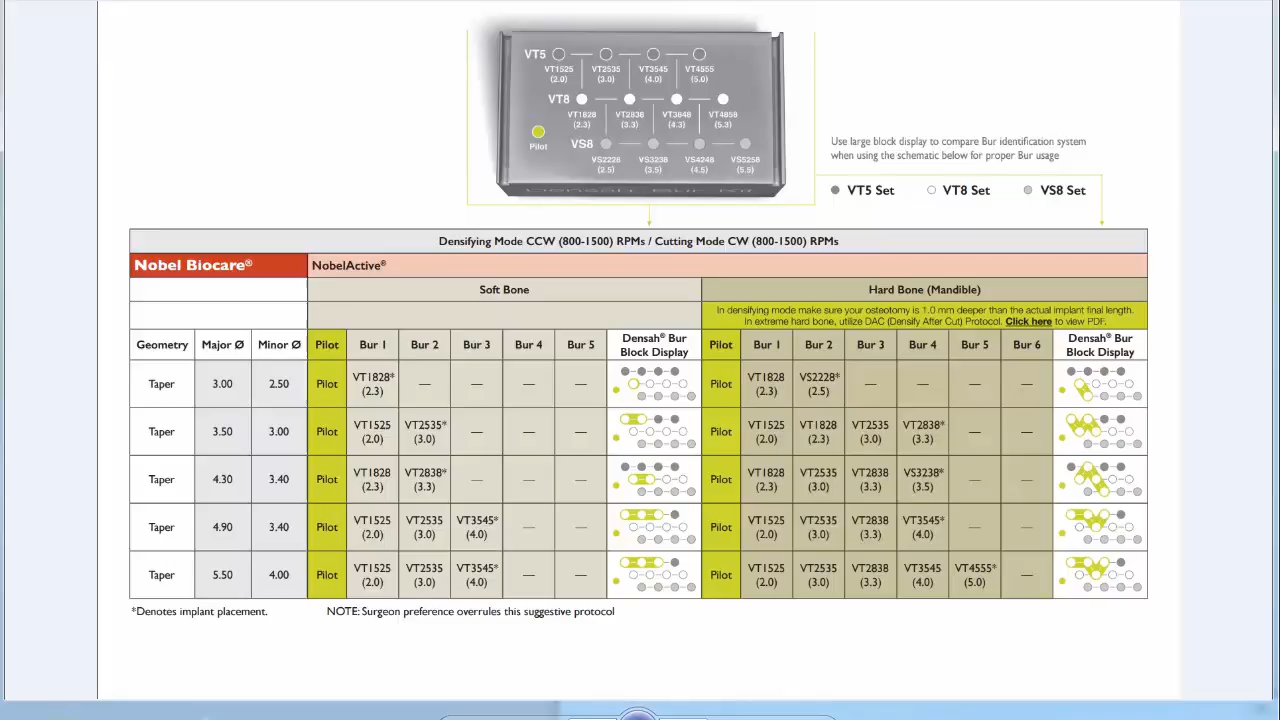 VT5
VT1525 VT2535 VT3545 VT4555
(2.0) (3.0) (4.0) (5.0)
VT8
VT1828 VT2838 VT3848 VT4858
(2.3) (3.3) (4.3) (5.3)
Pilot
VS8
VS2228 VS3238 VS4248 VS5258
(2.5) (3.5) (4.5) (5.5)
Densah Bur Kit
Use large block display to compare Bur identification system
when using the schematic below for proper Bur usage
VT5 Set VT8 Set VS8 Set
Densifying Mode CCW (800-1500) RPMs / Cutting Mode CW (800-1500) RPMs
Nobel Biocare® NobelActive®
Soft Bone Hard Bone (Mandible)
In densifying mode make sure your osteotomy is 1.0 mm deeper than the actual implant final length.
In extreme hard bone, utilize DAC (Densify After Cut) Protocol. Click here to view PDF.
Geometry Major Ø Minor Ø Pilot Bur 1 Bur 2 Bur 3 Bur 4 Bur 5 Densah® Bur Block Display Pilot Bur 1 Bur 2 Bur 3 Bur 4 Bur 5 Bur 6 Densah® Bur Block Display
Taper 3.00 2.50 Pilot VT1828* (2.3) — — — — Pilot VT1828 (2.3) VS2228* (2.5) — — — —
Taper 3.50 3.00 Pilot VT1525 (2.0) VT2535* (3.0) — — — Pilot VT1525 (2.0) VT1828 (2.3) VT2535 (3.0) VT2838* (3.3) — —
Taper 4.30 3.40 Pilot VT1828 (2.3) VT2838* (3.3) — — — Pilot VT1828 (2.3) VT2535 (3.0) VT2838 (3.3) VS3238* (3.5) — —
Taper 4.90 3.40 Pilot VT1525 (2.0) VT2535 (3.0) VT3545* (4.0) — — Pilot VT1525 (2.0) VT2535 (3.0) VT2838 (3.3) VT3545* (4.0) — —
Taper 5.50 4.00 Pilot VT1525 (2.0) VT2535 (3.0) VT3545* (4.0) — — Pilot VT1525 (2.0) VT2535 (3.0) VT2838 (3.3) VT3545 (4.0) VT4555* (5.0) —
*Denotes implant placement. NOTE: Surgeon preference overrules this suggestive protocol